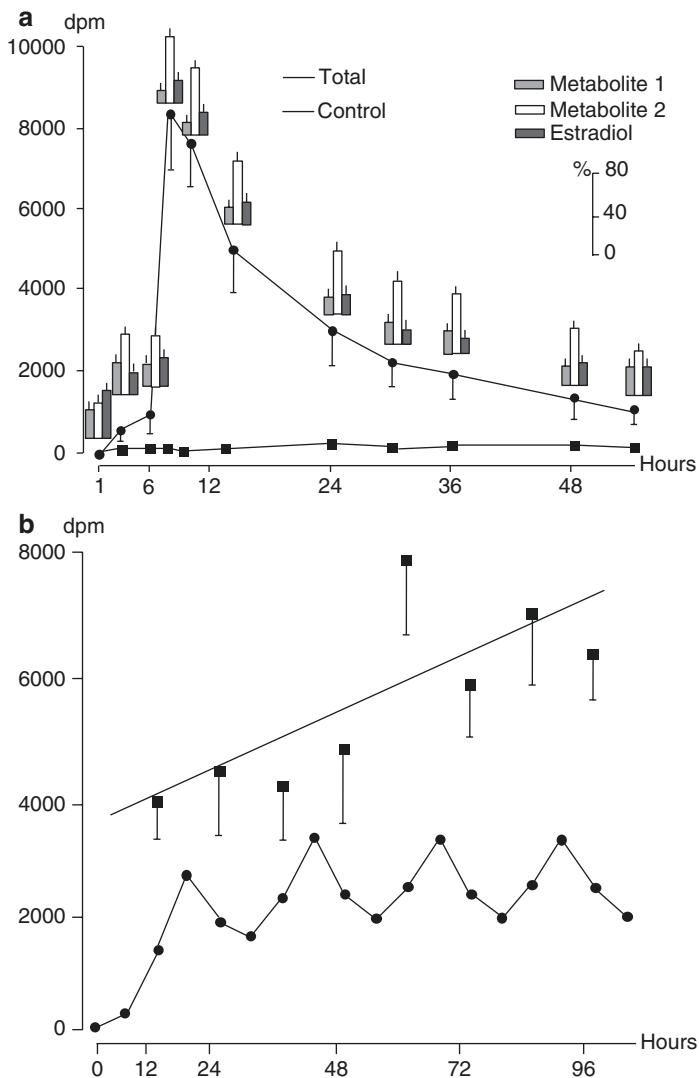 a
dpm
10000
8000
6000
4000
2000
0
Total
Control
Metabolite 1
Metabolite 2
Estradiol
% 80
40
0
1 6 12 24 36 48 Hours
b
dpm
8000
6000
4000
2000
0
0 12 24 48 72 96 Hours